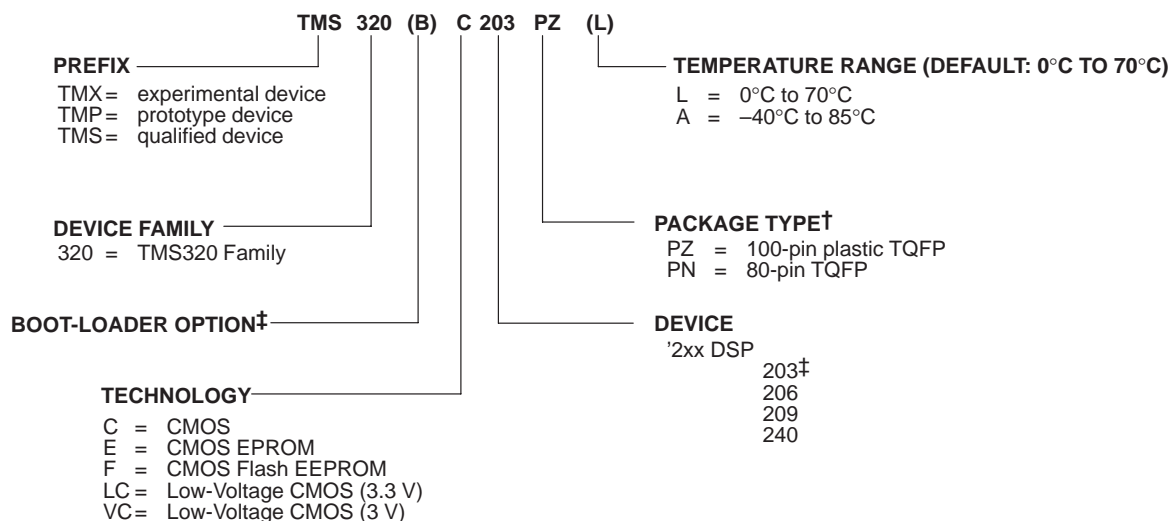 TMS 320 (B) C 203 PZ (L)
PREFIX
TMX = experimental device
TMP = prototype device
TMS = qualified device
TEMPERATURE RANGE (DEFAULT: 0°C TO 70°C)
L = 0°C to 70°C
A = –40°C to 85°C
DEVICE FAMILY
320 = TMS320 Family
PACKAGE TYPE†
PZ = 100-pin plastic TQFP
PN = 80-pin TQFP
BOOT-LOADER OPTION‡
DEVICE
’2xx DSP
203‡
206
209
240
TECHNOLOGY
C = CMOS
E = CMOS EPROM
F = CMOS Flash EEPROM
LC = Low-Voltage CMOS (3.3 V)
VC = Low-Voltage CMOS (3 V)